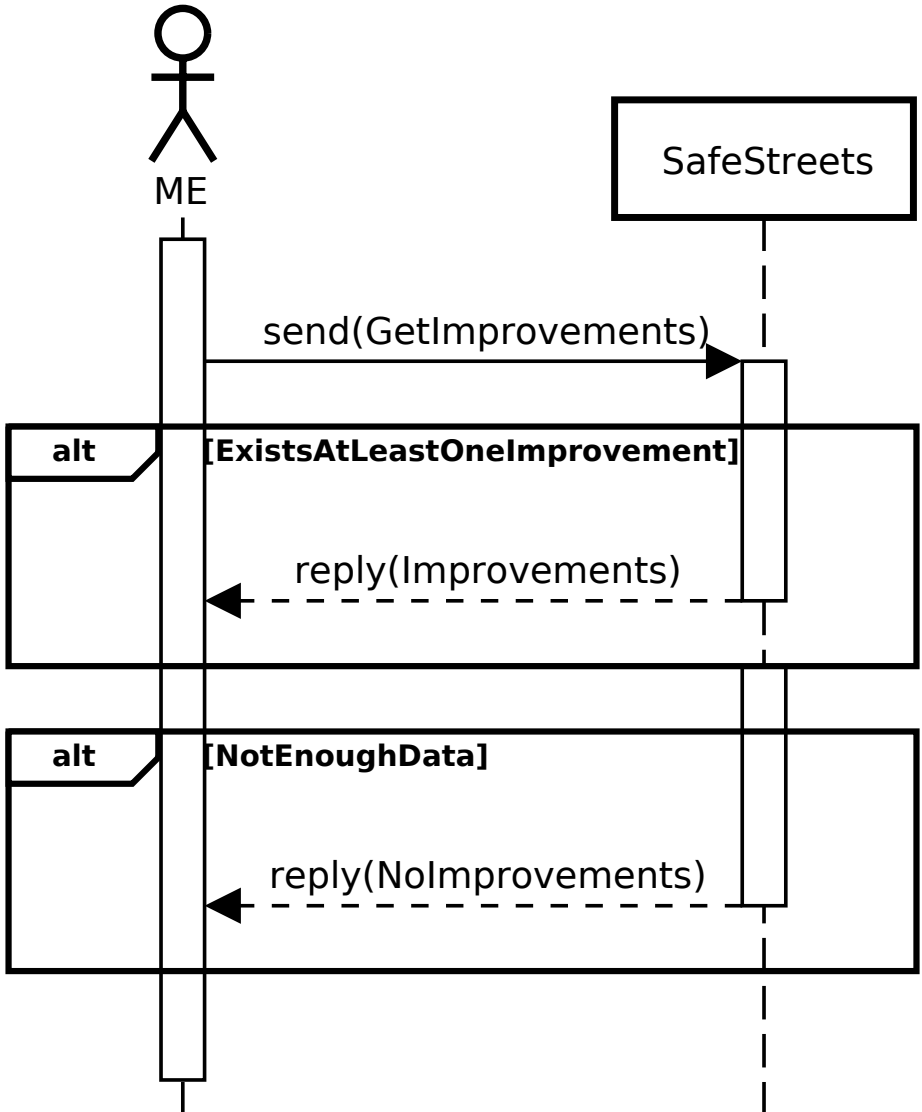 ME
SafeStreets
send(GetImprovements)
alt [ExistsAtLeastOneImprovement]
reply(Improvements)
alt [NotEnoughData]
reply(NoImprovements)